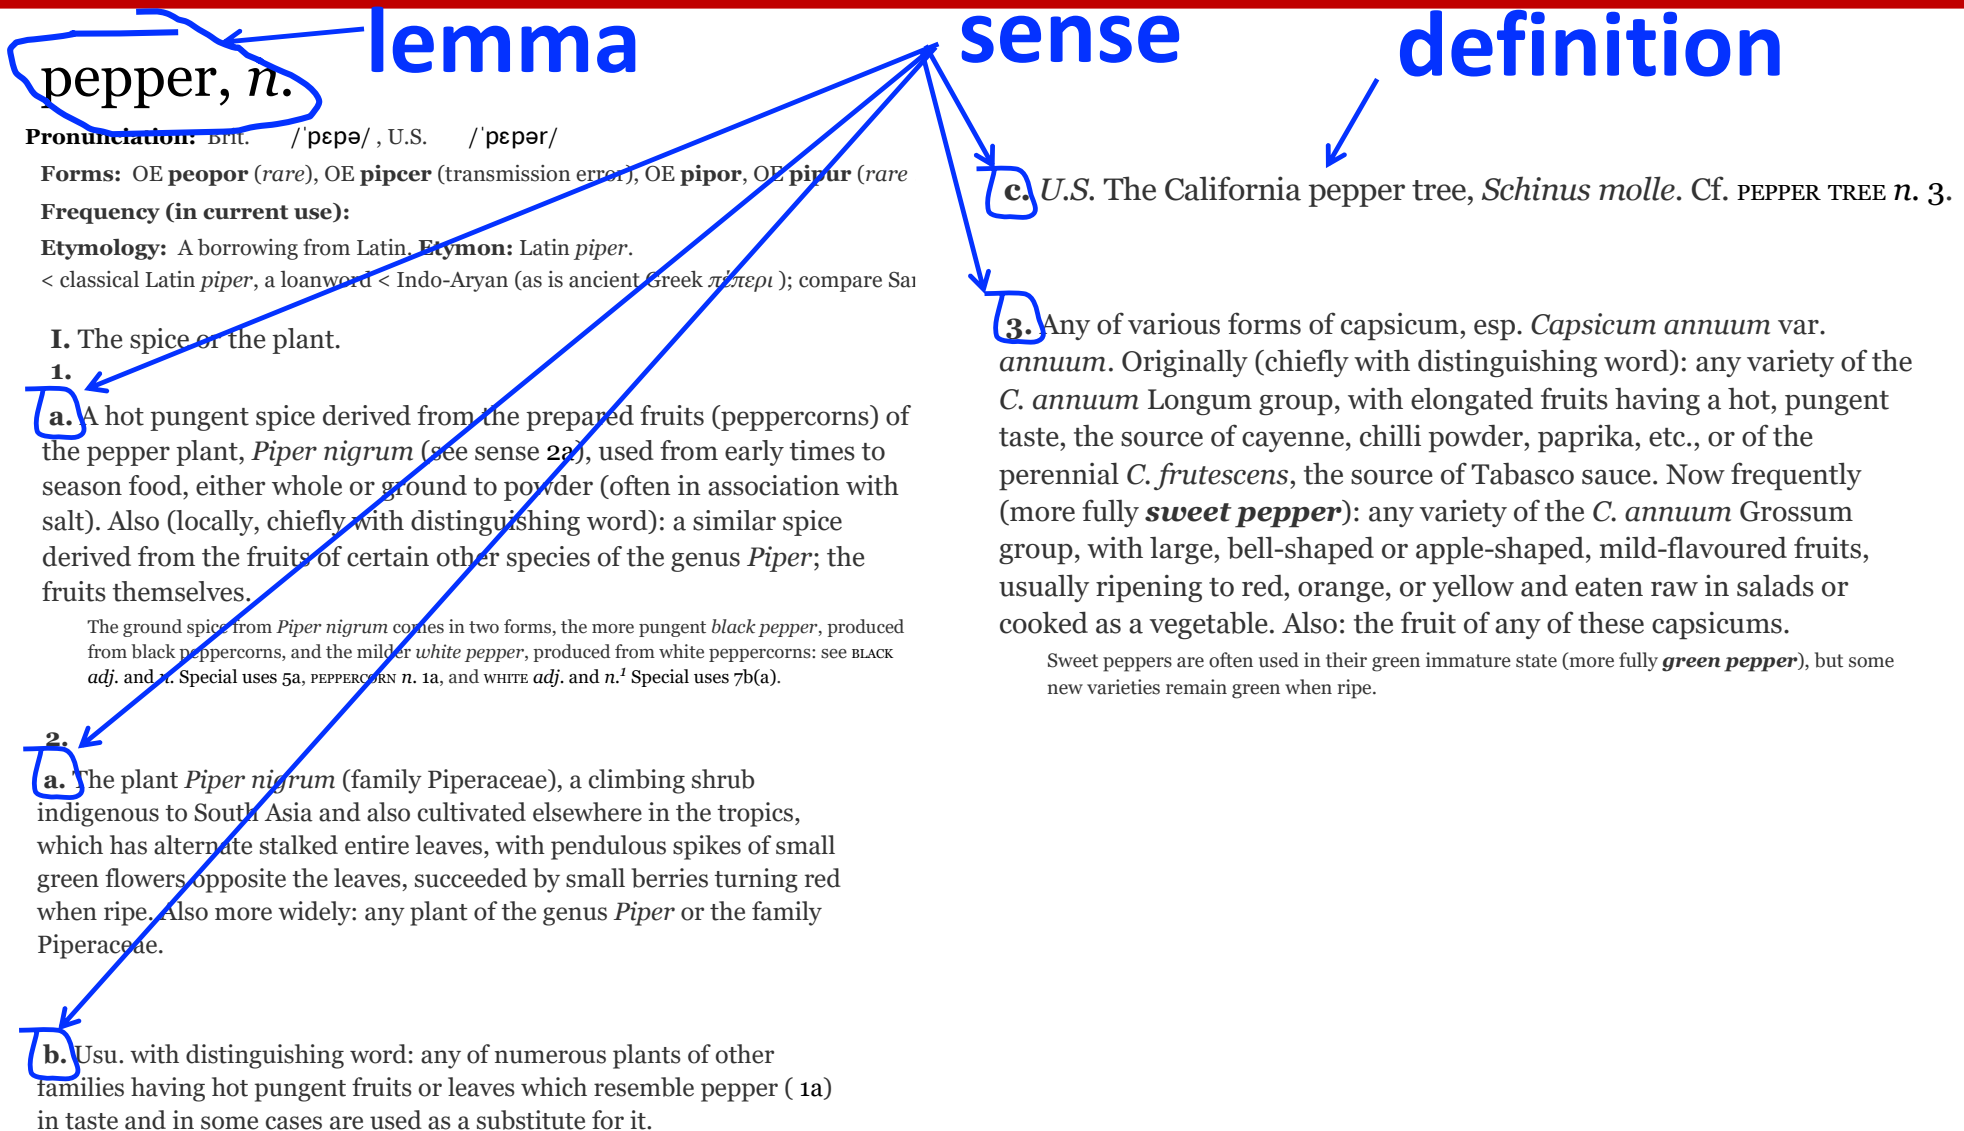 lemma
sense
definition
pepper, n.
Pronunciation: Brit. /ˈpɛpə/ , U.S. /ˈpɛpər/
Forms: OE peopor (rare), OE pipcer (transmission error), OE pipor, OE pipur (rare
Frequency (in current use):
Etymology: A borrowing from Latin. Etymon: Latin piper.
< classical Latin piper, a loanword < Indo-Aryan (as is ancient Greek πέπερι ); compare Sar
I. The spice or the plant.
1.
a. A hot pungent spice derived from the prepared fruits (peppercorns) of
the pepper plant, Piper nigrum (see sense 2a), used from early times to
season food, either whole or ground to powder (often in association with
salt). Also (locally, chiefly with distinguishing word): a similar spice
derived from the fruits of certain other species of the genus Piper; the
fruits themselves.
The ground spice from Piper nigrum comes in two forms, the more pungent black pepper, produced
from black peppercorns, and the milder white pepper, produced from white peppercorns: see BLACK
adj. and n. Special uses 5a, PEPPERCORN n. 1a, and WHITE adj. and n.¹ Special uses 7b(a).
2.
a. The plant Piper nigrum (family Piperaceae), a climbing shrub
indigenous to South Asia and also cultivated elsewhere in the tropics,
which has alternate stalked entire leaves, with pendulous spikes of small
green flowers opposite the leaves, succeeded by small berries turning red
when ripe. Also more widely: any plant of the genus Piper or the family
Piperaceae.
b. Usu. with distinguishing word: any of numerous plants of other
families having hot pungent fruits or leaves which resemble pepper ( 1a)
in taste and in some cases are used as a substitute for it.
c. U.S. The California pepper tree, Schinus molle. Cf. PEPPER TREE n. 3.
3. Any of various forms of capsicum, esp. Capsicum annuum var.
annuum. Originally (chiefly with distinguishing word): any variety of the
C. annuum Longum group, with elongated fruits having a hot, pungent
taste, the source of cayenne, chilli powder, paprika, etc., or of the
perennial C. frutescens, the source of Tabasco sauce. Now frequently
(more fully sweet pepper): any variety of the C. annuum Grossum
group, with large, bell-shaped or apple-shaped, mild-flavoured fruits,
usually ripening to red, orange, or yellow and eaten raw in salads or
cooked as a vegetable. Also: the fruit of any of these capsicums.
Sweet peppers are often used in their green immature state (more fully green pepper), but some
new varieties remain green when ripe.